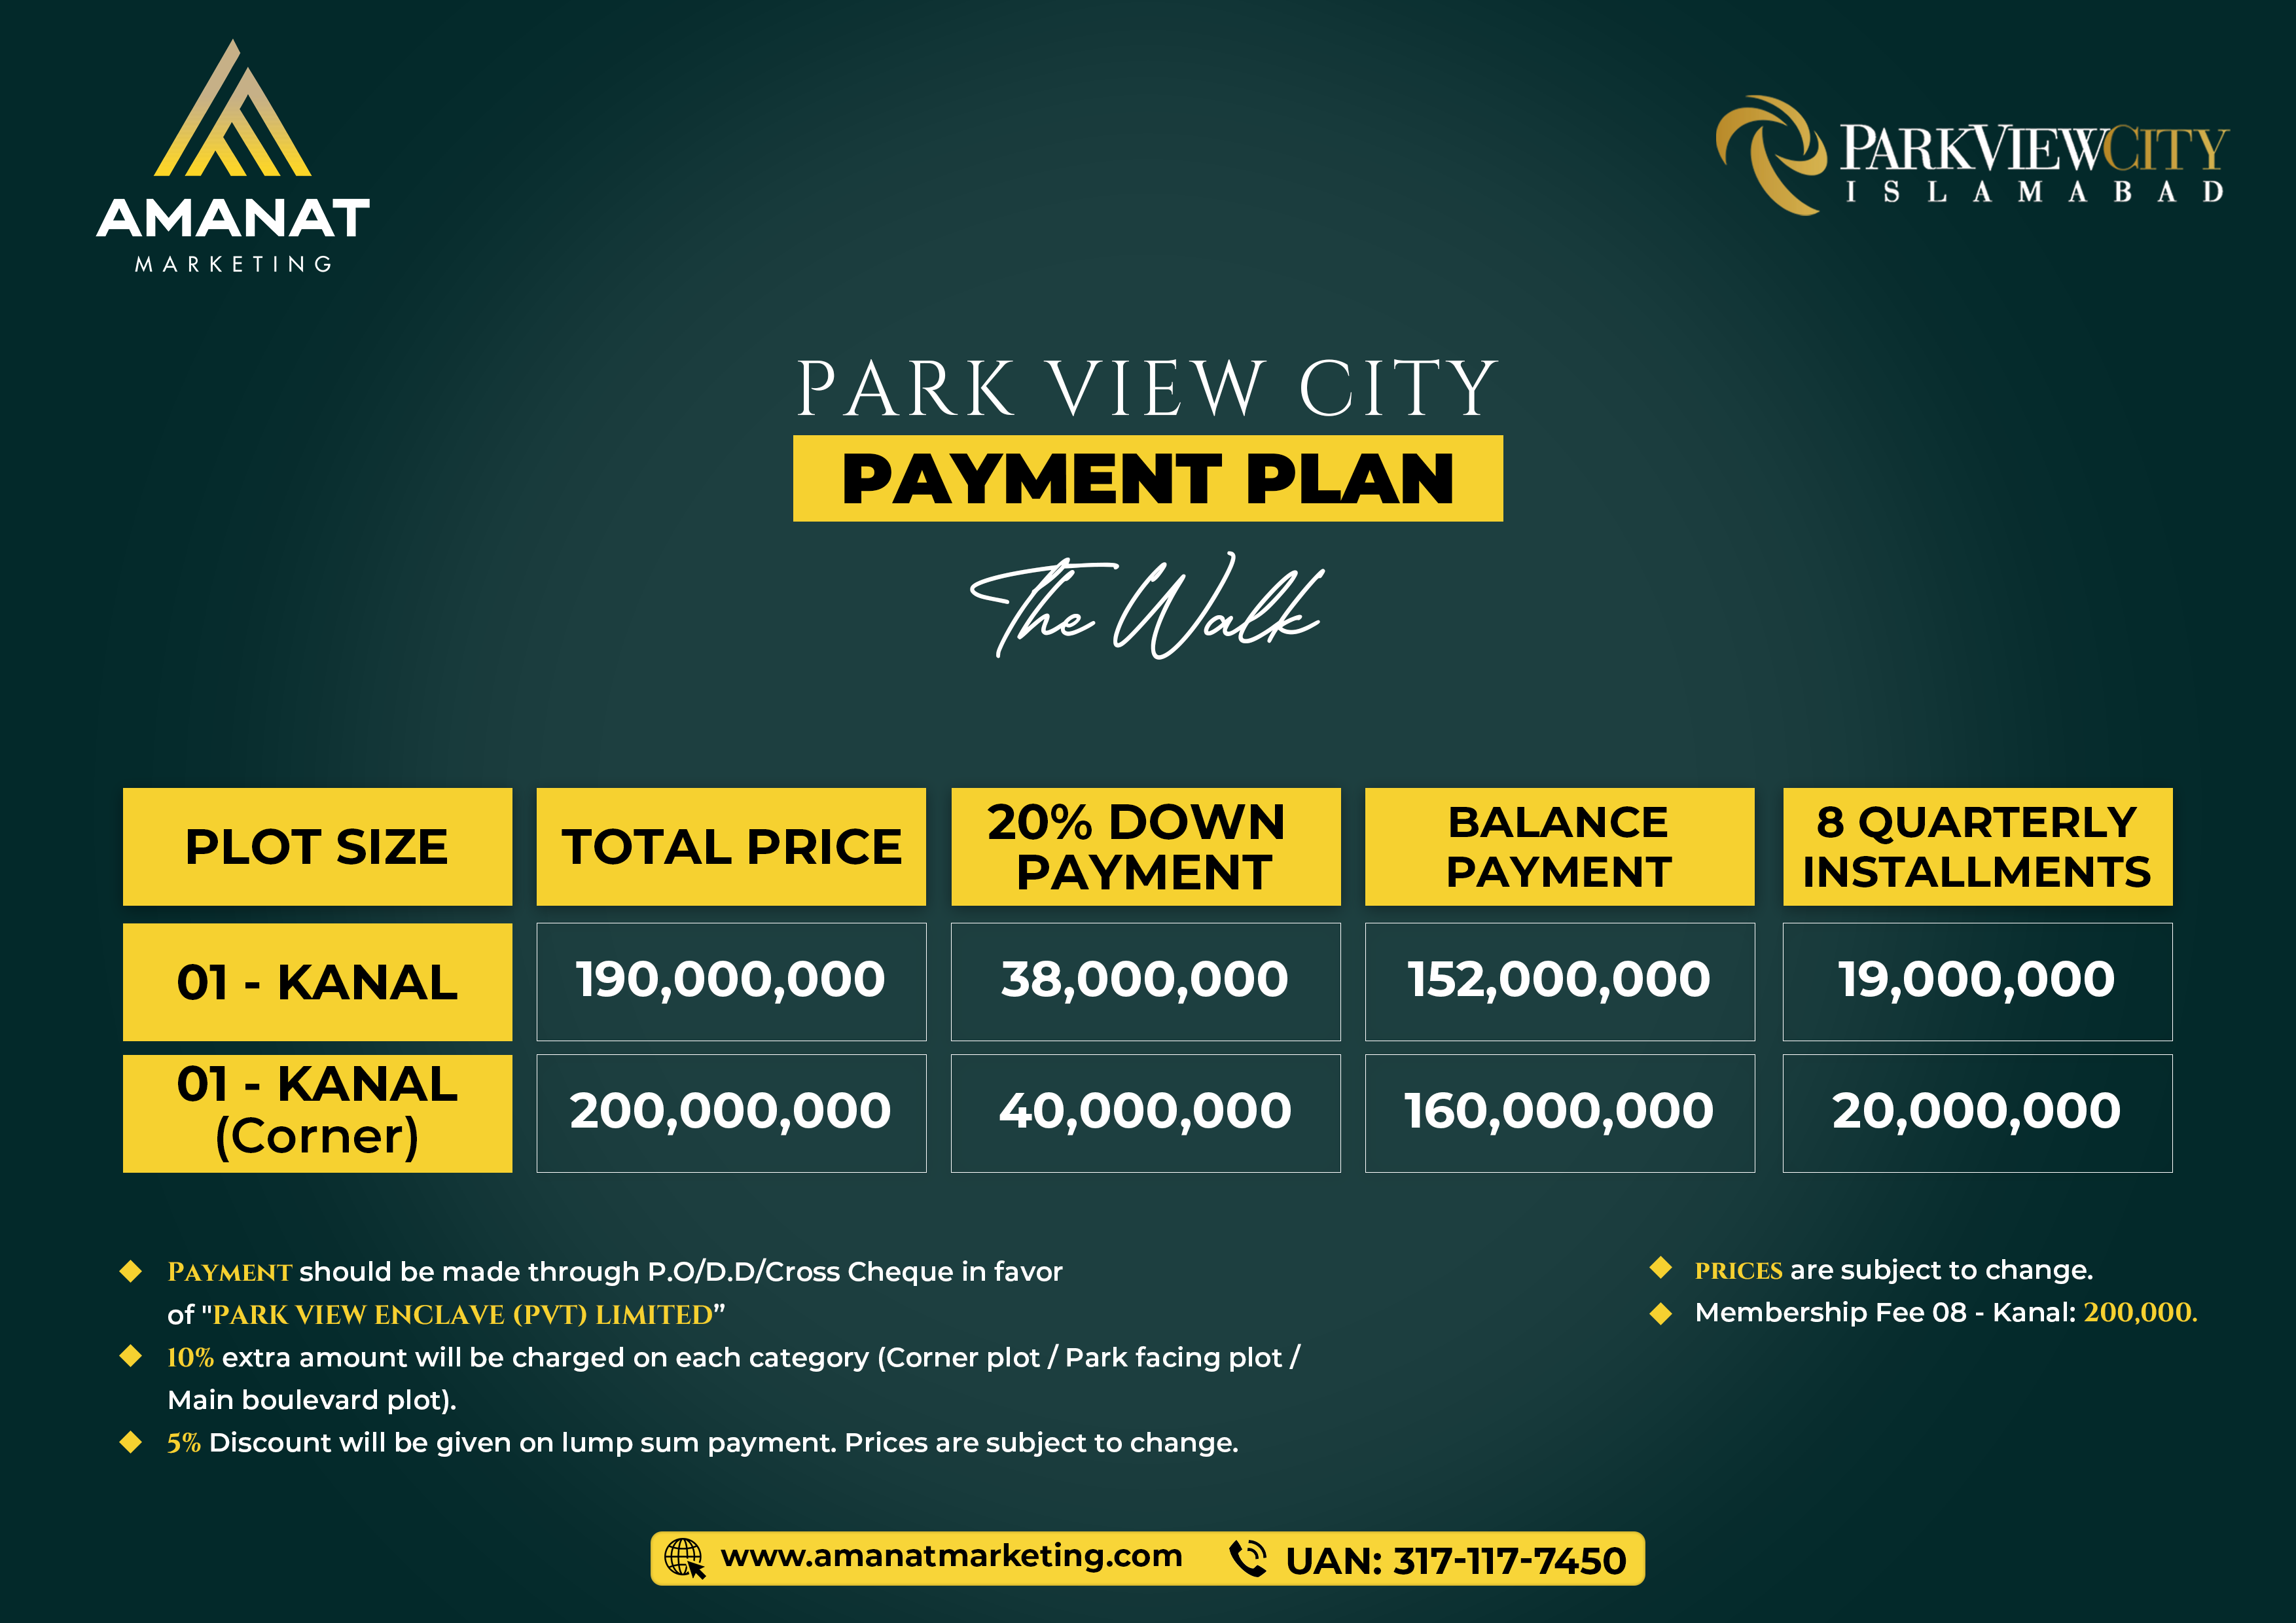 AMANAT
MARKETING
PARKVIEWCITY
ISLAMABAD
PARK VIEW CITY
PAYMENT PLAN
The Walk
PLOT SIZE
TOTAL PRICE
20% DOWN
PAYMENT
BALANCE
PAYMENT
8 QUARTERLY
INSTALLMENTS
01 - KANAL
190,000,000
38,000,000
152,000,000
19,000,000
01 - KANAL
(Corner)
200,000,000
40,000,000
160,000,000
20,000,000
PAYMENT should be made through P.O/D.D/Cross Cheque in favor
of "PARK VIEW ENCLAVE (PVT) LIMITED”
10% extra amount will be charged on each category (Corner plot / Park facing plot /
Main boulevard plot).
5% Discount will be given on lump sum payment. Prices are subject to change.
PRICES are subject to change.
Membership Fee 08 - Kanal: 200,000.
www.amanatmarketing.com
UAN: 317-117-7450